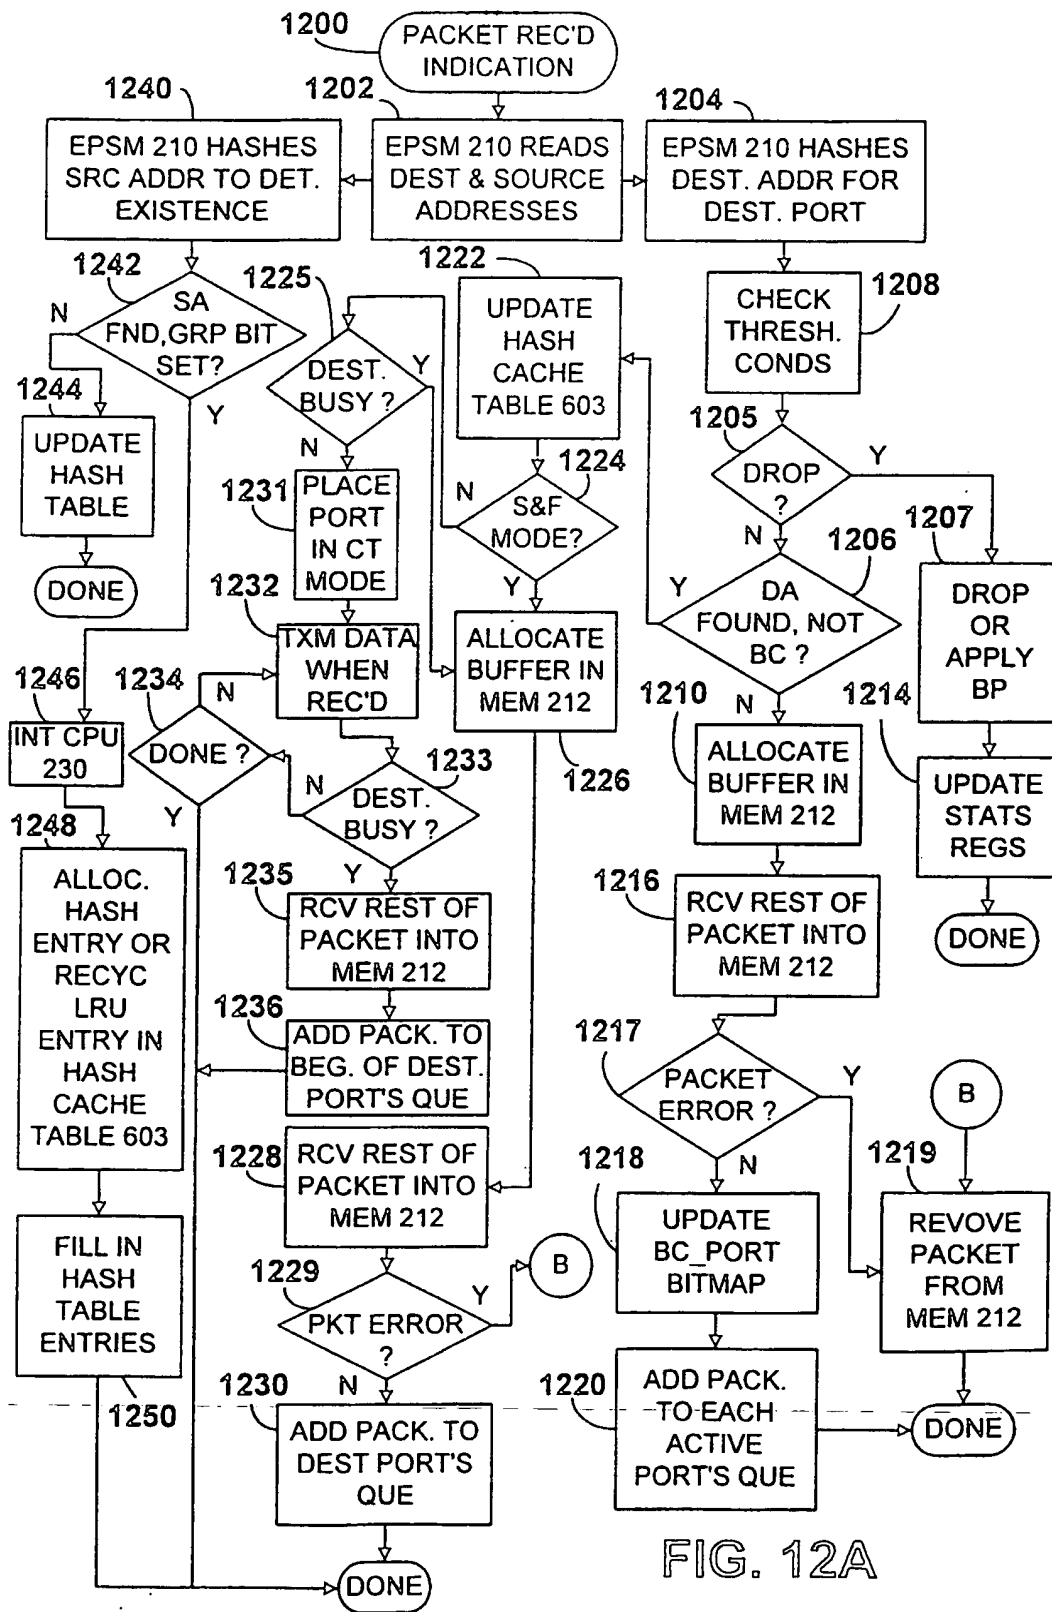 1200
PACKET REC'D
INDICATION
1240
1202
1204
EPSM 210 HASHES
SRC ADDR TO DET.
EXISTENCE
EPSM 210 READS
DEST & SOURCE
ADDRESSES
EPSM 210 HASHES
DEST. ADDR FOR
DEST. PORT
1242
N
SA
FND,GRP BIT
SET?
Y
1244
UPDATE
HASH
TABLE
DONE
1225
DEST.
BUSY ?
Y
N
1222
UPDATE
HASH
CACHE
TABLE 603
1224
N
S&F
MODE?
Y
CHECK
THRESH.
CONDS
1208
1205
DROP
?
Y
N
1207
DROP
OR
APPLY
BP
1206
Y
DA
FOUND, NOT
BC ?
N
1231
PLACE
PORT
IN CT
MODE
1232
TXM DATA
WHEN
REC'D
ALLOCATE
BUFFER IN
MEM 212
1226
1246
INT CPU
230
1234
N
DONE ?
Y
1233
N
DEST.
BUSY ?
Y
1210
ALLOCATE
BUFFER IN
MEM 212
1214
UPDATE
STATS
REGS
DONE
1248
ALLOC.
HASH
ENTRY OR
RECYC
LRU
ENTRY IN
HASH
CACHE
TABLE 603
1235
RCV REST OF
PACKET INTO
MEM 212
1236
ADD PACK. TO
BEG. OF DEST.
PORT'S QUE
1216
RCV REST OF
PACKET INTO
MEM 212
1217
PACKET
ERROR ?
Y
N
B
1228
RCV REST OF
PACKET INTO
MEM 212
1218
UPDATE
BC_PORT
BITMAP
1219
REVOVE
PACKET
FROM
MEM 212
FILL IN
HASH
TABLE
ENTRIES
1250
1229
PKT ERROR
?
Y
N
B
1230
ADD PACK. TO
DEST PORT'S
QUE
1220
ADD PACK.
TO EACH
ACTIVE
PORT'S QUE
DONE
DONE
FIG. 12A